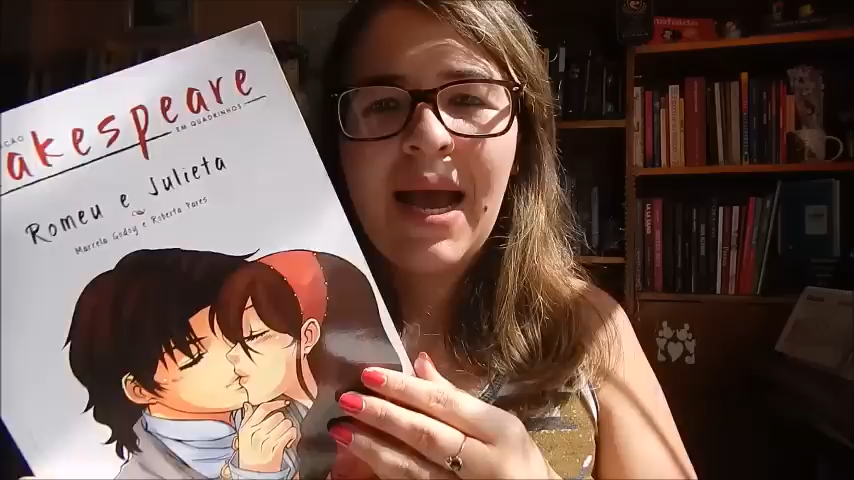 akespeare
EM QUADRINHOS
Romeu e Julieta
Marcela Godoy e Roberta Pares